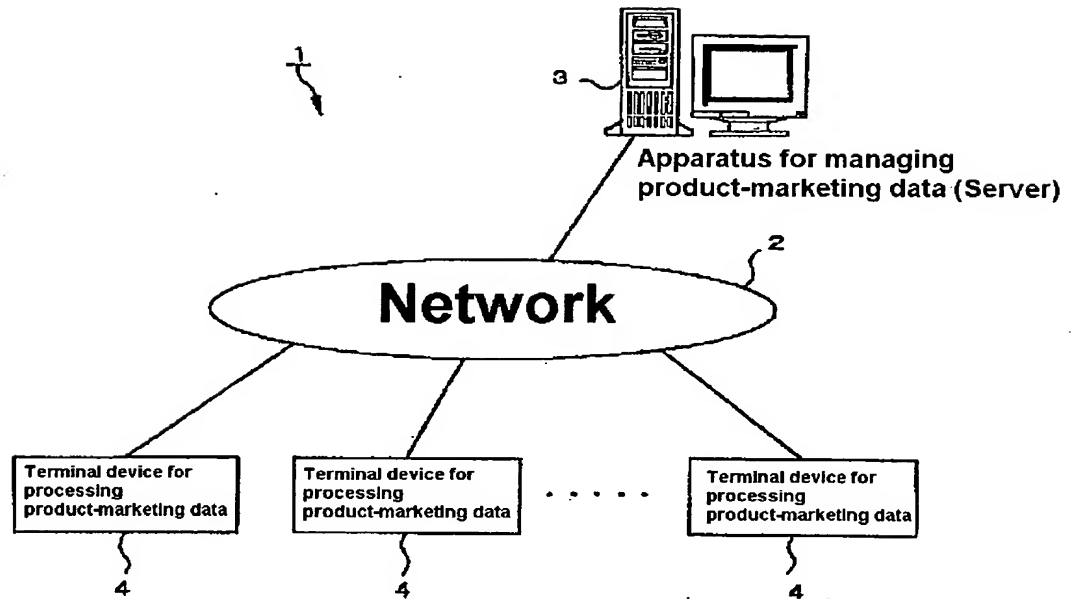 1
3
Apparatus for managing
product-marketing data (Server)
2
Network
Terminal device for
processing
product-marketing data
Terminal device for
processing
product-marketing data
. . . . .
Terminal device for
processing
product-marketing data
4
4
4